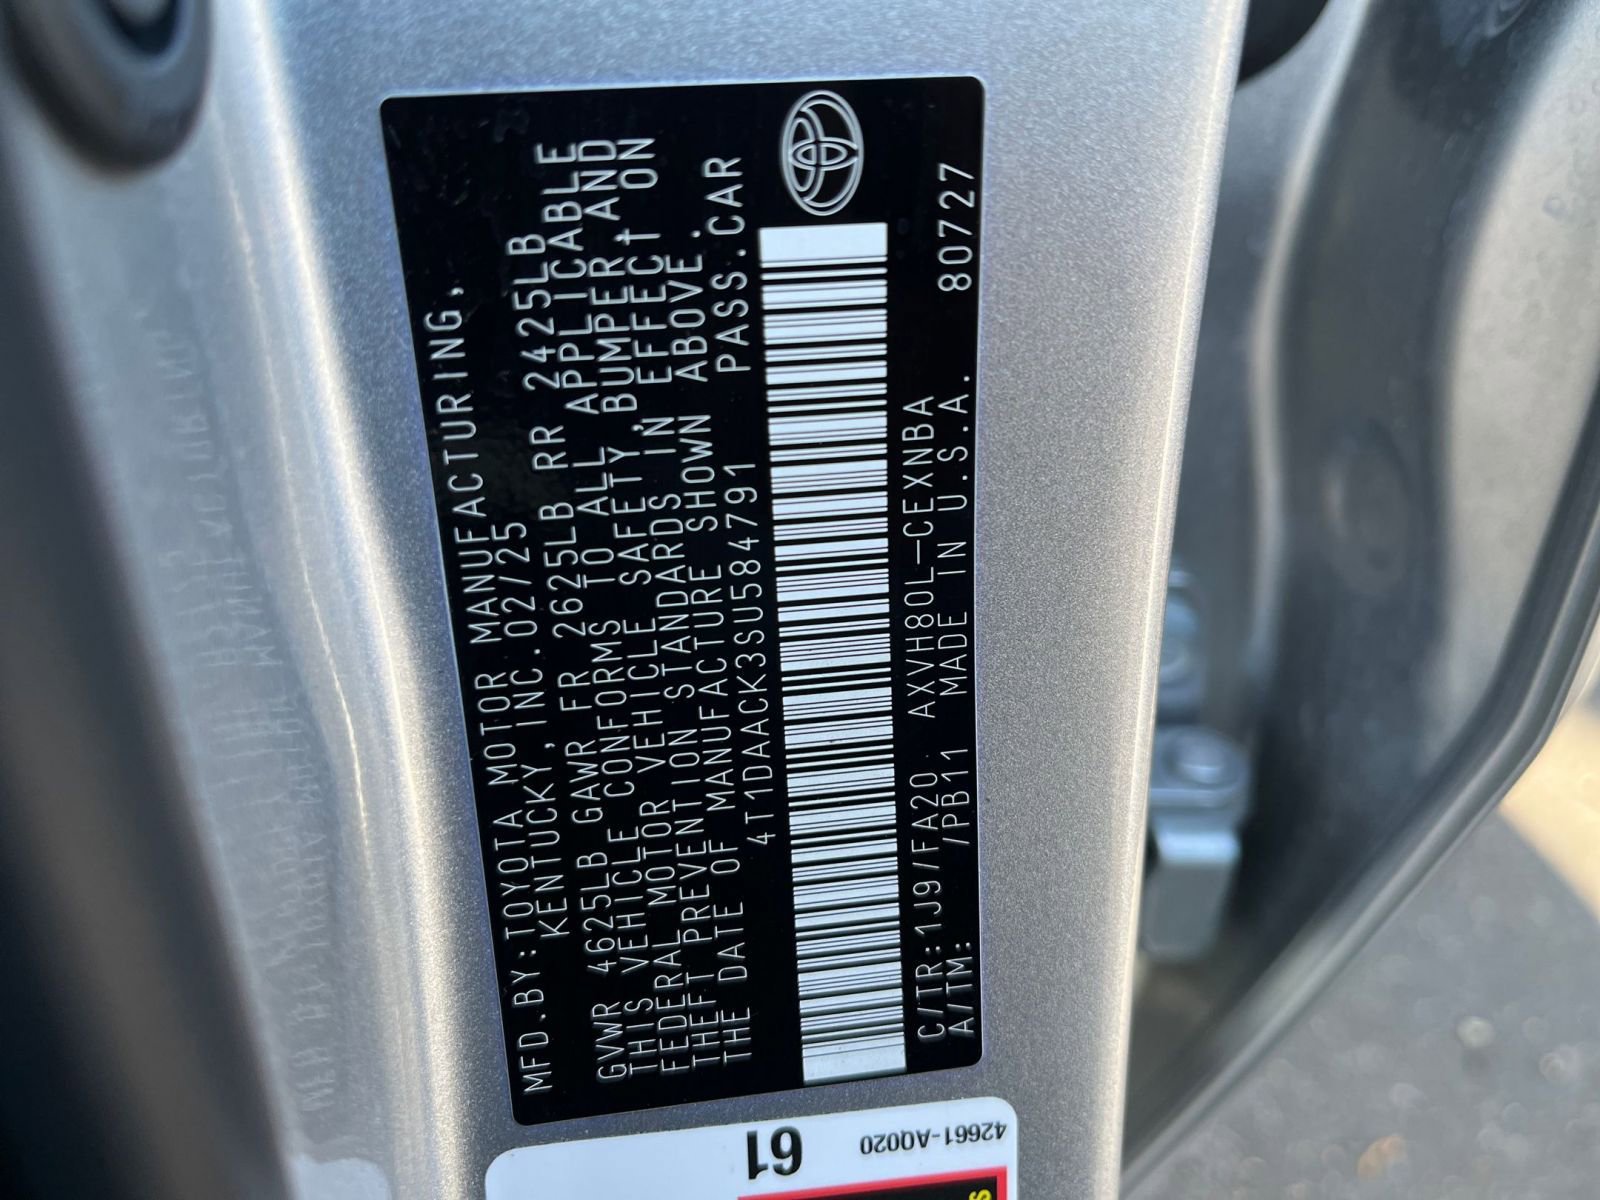 MFD.BY:TOYOTA MOTOR MANUFACTURING,
KENTUCKY,INC.02/25
GVWR 4625LB GAWR FR 2625LB RR 2425LB
THIS VEHICLE CONFORMS TO ALL APPLICABLE
FEDERAL MOTOR VEHICLE SAFETY,BUMPER,AND
THEFT PREVENTION STANDARDS IN EFFECT ON
THE DATE OF MANUFACTURE SHOWN ABOVE.
4T1DAACK3SU584791 PASS.CAR
C/TR:1J9/FA20 AXVH80L-CEXNBA 80727
A/TM: /PB11 MADE IN U.S.A.
61
42661-AQ020